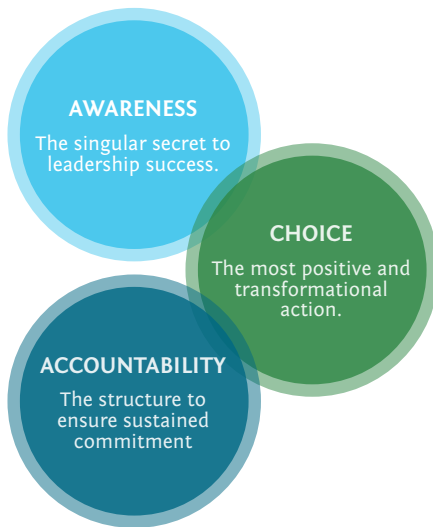 AWARENESS
The singular secret to
leadership success.
CHOICE
The most positive and
transformational
action.
ACCOUNTABILITY
The structure to
ensure sustained
commitment